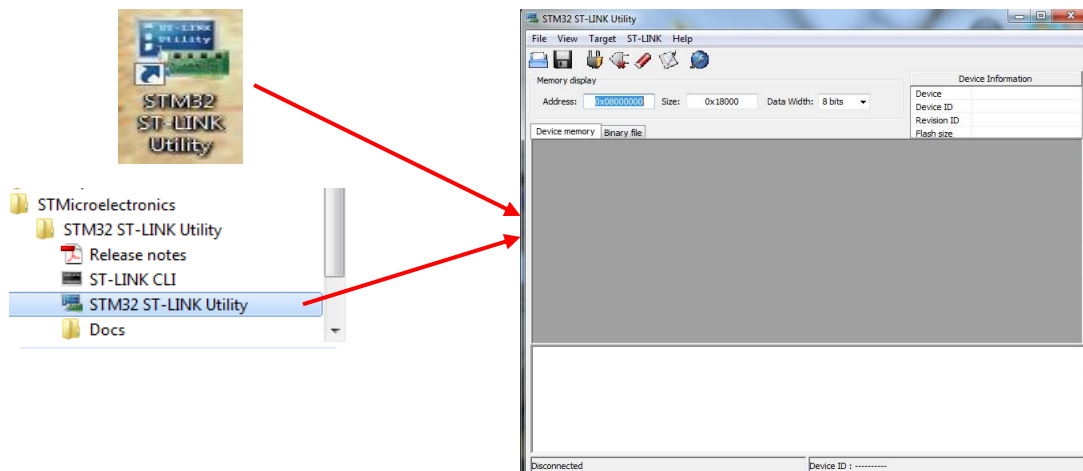 ST-LINK
Utility
STM32
ST-LINK
Utility
STMicroelectronics
STM32 ST-LINK Utility
Release notes
ST-LINK CLI
STM32 ST-LINK Utility
Docs
STM32 ST-LINK Utility
File View Target ST-LINK Help
Memory display
Address: 0x08000000 Size: 0x18000 Data Width: 8 bits
Device Information
Device
Device ID
Revision ID
Flash size
Device memory Binary file
Disconnected Device ID : ----------